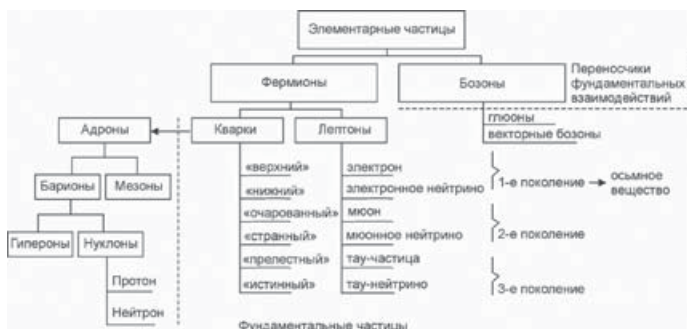 Элементарные частицы
Фермионы
Бозоны
Переносчики
фундаментальных
взаимодействий
Адроны
Кварки
Лептоны
глюоны
векторные бозоны
Барионы
Мезоны
Гипероны
Нуклоны
Протон
Нейтрон
«верхний»
«нижний»
«очарованный»
«странный»
«прелестный»
«истинный»
электрон
электронное нейтрино
мюон
мюонное нейтрино
тау-частица
тау-нейтрино
1-е поколение
осьмное
вещество
2-е поколение
3-е поколение
Фундаментальные частицы